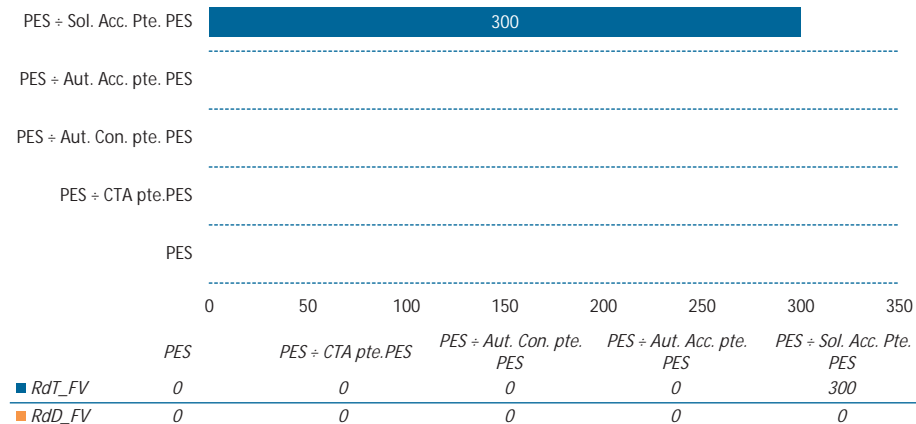 PES ÷ Sol. Acc. Pte. PES
300
PES ÷ Aut. Acc. pte. PES
PES ÷ Aut. Con. pte. PES
PES ÷ CTA pte.PES
PES
0 50 100 150 200 250 300 350
PES PES ÷ CTA pte.PES PES ÷ Aut. Con. pte. PES PES ÷ Aut. Acc. pte. PES PES ÷ Sol. Acc. Pte. PES
RdT_FV 0 0 0 0 300
RdD_FV 0 0 0 0 0